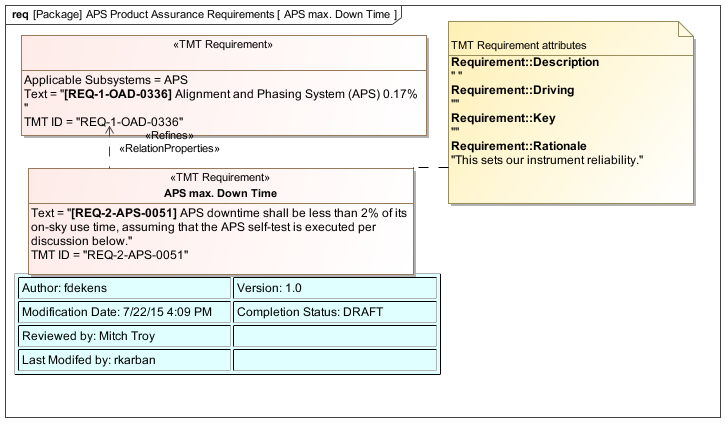 req [Package] APS Product Assurance Requirements [ APS max. Down Time ]
«TMT Requirement»
Applicable Subsystems = APS
Text = "[REQ-1-OAD-0336] Alignment and Phasing System (APS) 0.17%
"
TMT ID = "REQ-1-OAD-0336"
TMT Requirement attributes
Requirement::Description
" "
Requirement::Driving
""
Requirement::Key
""
Requirement::Rationale
"This sets our instrument reliability."
«Refines»
«RelationProperties»
«TMT Requirement»
APS max. Down Time
Text = "[REQ-2-APS-0051] APS downtime shall be less than 2% of its
on-sky use time, assuming that the APS self-test is executed per
discussion below."
TMT ID = "REQ-2-APS-0051"
Author: fdekens
Version: 1.0
Modification Date: 7/22/15 4:09 PM
Completion Status: DRAFT
Reviewed by: Mitch Troy
Last Modifed by: rkarban